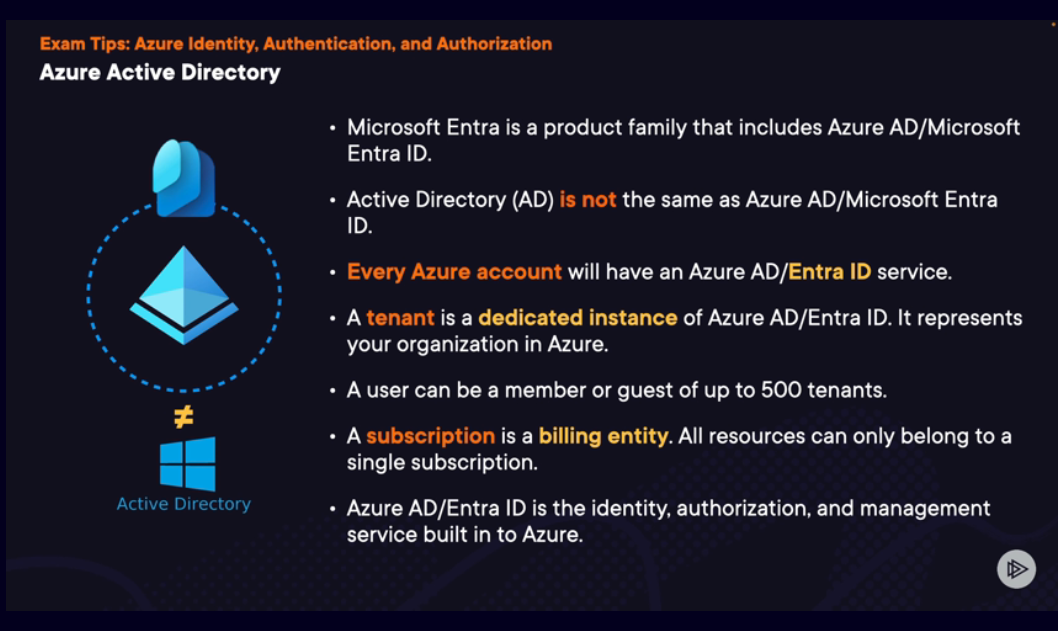 Exam Tips: Azure Identity, Authentication, and Authorization
Azure Active Directory
• Microsoft Entra is a product family that includes Azure AD/Microsoft
Entra ID.
• Active Directory (AD) is not the same as Azure AD/Microsoft Entra
ID.
• Every Azure account will have an Azure AD/Entra ID service.
• A tenant is a dedicated instance of Azure AD/Entra ID. It represents
your organization in Azure.
• A user can be a member or guest of up to 500 tenants.
• A subscription is a billing entity. All resources can only belong to a
single subscription.
• Azure AD/Entra ID is the identity, authorization, and management
service built in to Azure.
≠
Active Directory